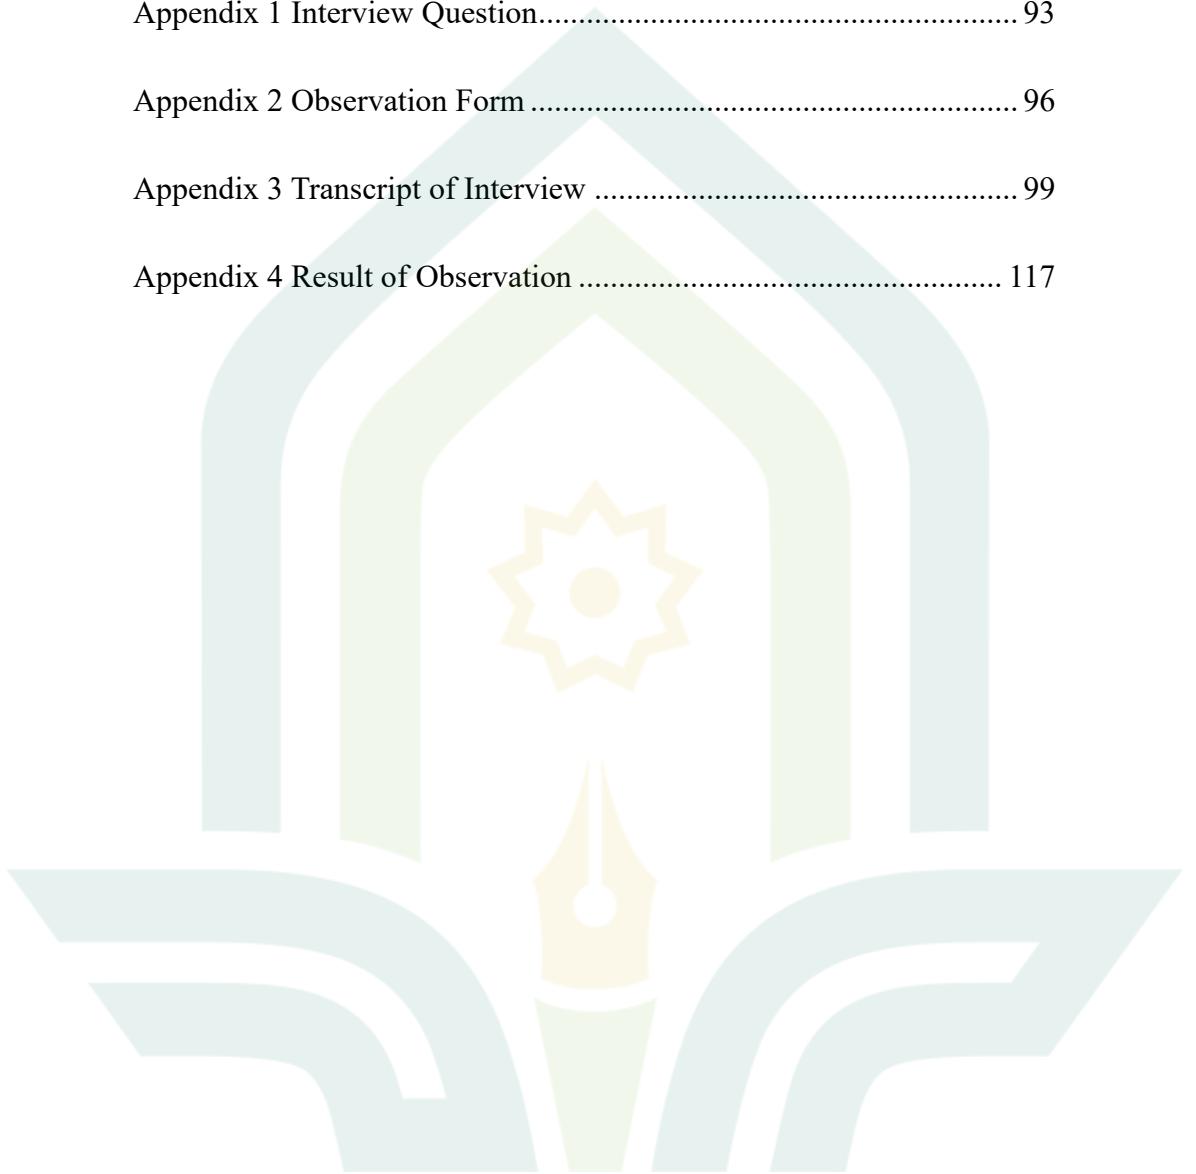 Appendix 1 Interview Question............................................................. 93
Appendix 2 Observation Form .............................................................. 96
Appendix 3 Transcript of Interview ...................................................... 99
Appendix 4 Result of Observation ...................................................... 117